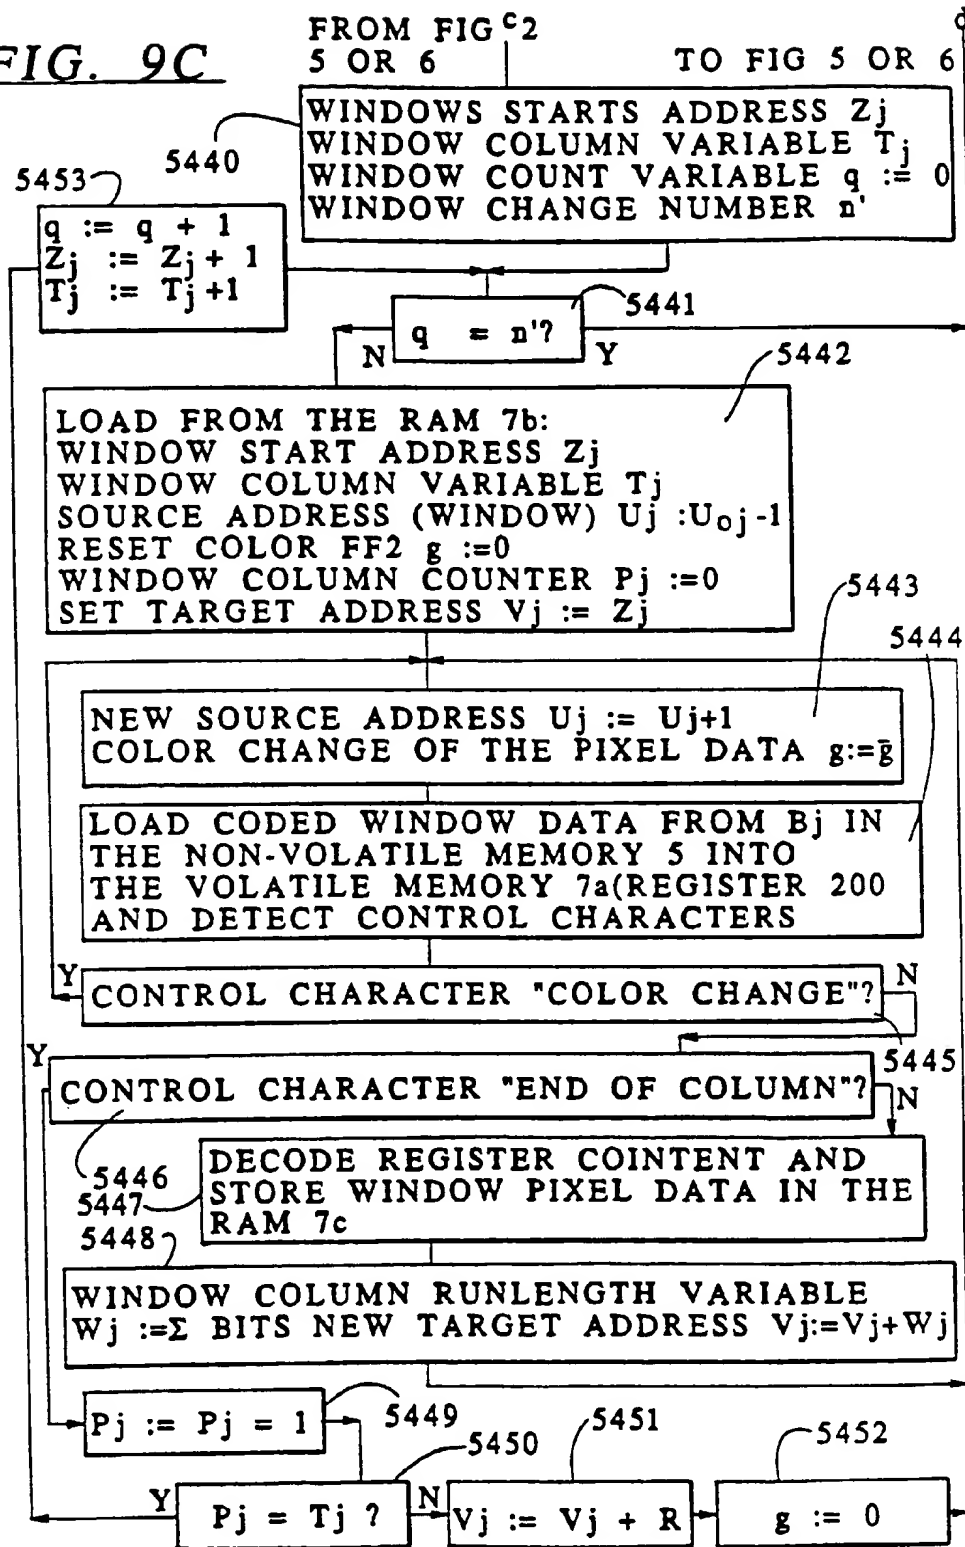 FIG. 9C
FROM FIG c2
5 OR 6
TO FIG 5 OR 6
d
5440
WINDOWS STARTS ADDRESS Zj
WINDOW COLUMN VARIABLE Tj
WINDOW COUNT VARIABLE q := 0
WINDOW CHANGE NUMBER n'
5453
q := q + 1
Zj := Zj + 1
Tj := Tj +1
5441
q = n'?
N
Y
5442
LOAD FROM THE RAM 7b:
WINDOW START ADDRESS Zj
WINDOW COLUMN VARIABLE Tj
SOURCE ADDRESS (WINDOW) Uj :Uoj-1
RESET COLOR FF2 g :=0
WINDOW COLUMN COUNTER Pj :=0
SET TARGET ADDRESS Vj := Zj
5443
5444
NEW SOURCE ADDRESS Uj := Uj+1
COLOR CHANGE OF THE PIXEL DATA g:=g̅
LOAD CODED WINDOW DATA FROM Bj IN
THE NON-VOLATILE MEMORY 5 INTO
THE VOLATILE MEMORY 7a(REGISTER 200
AND DETECT CONTROL CHARACTERS
Y
CONTROL CHARACTER "COLOR CHANGE"?
N
5445
Y
CONTROL CHARACTER "END OF COLUMN"?
N
5446
5447
DECODE REGISTER COINTENT AND
STORE WINDOW PIXEL DATA IN THE
RAM 7c
5448
WINDOW COLUMN RUNLENGTH VARIABLE
Wj :=Σ BITS NEW TARGET ADDRESS Vj:=Vj+Wj
Pj := Pj = 1
5449
5450
5451
5452
Y
Pj = Tj ?
N
Vj := Vj + R
g := 0